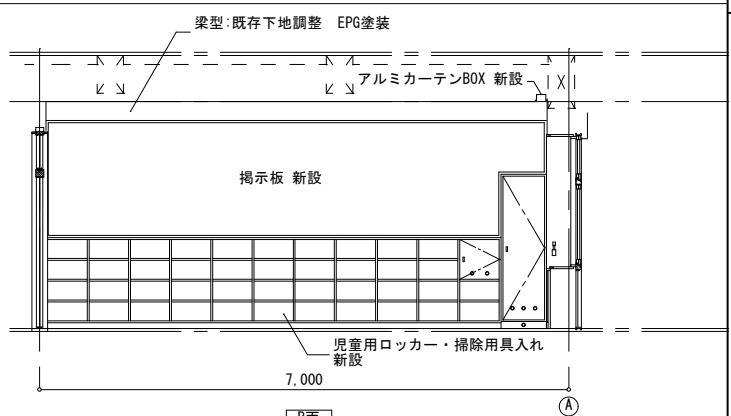 梁型:既存下地調整　EPG塗装
アルミカーテンBOX 新設
掲示板 新設
児童用ロッカー・掃除用具入れ
新設
7,000
A